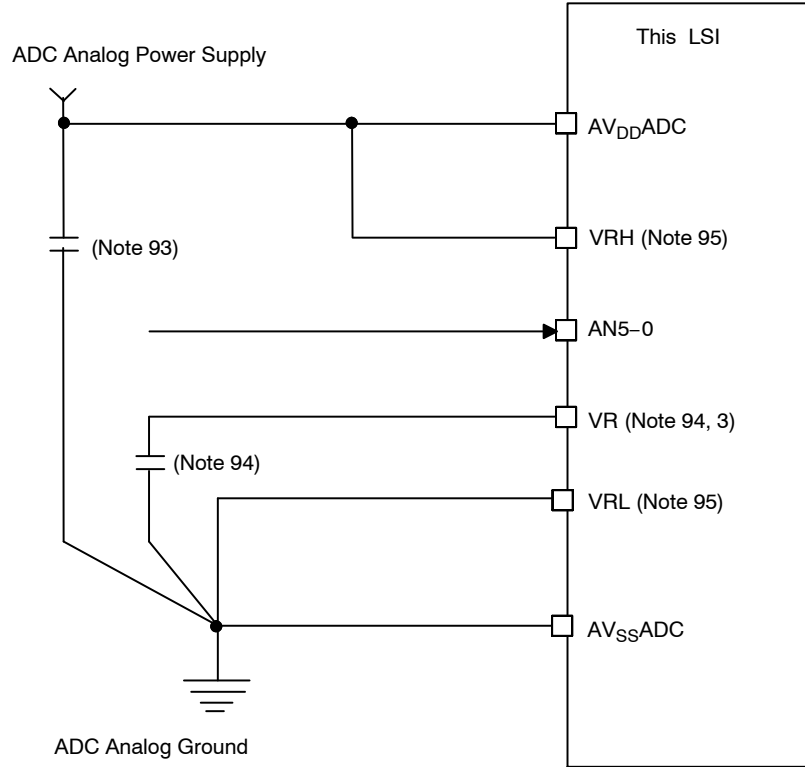 This LSI
ADC Analog Power Supply
AVDDADC
(Note 93)
VRH (Note 95)
AN5−0
VR (Note 94, 3)
(Note 94)
VRL (Note 95)
AVSSADC
ADC Analog Ground